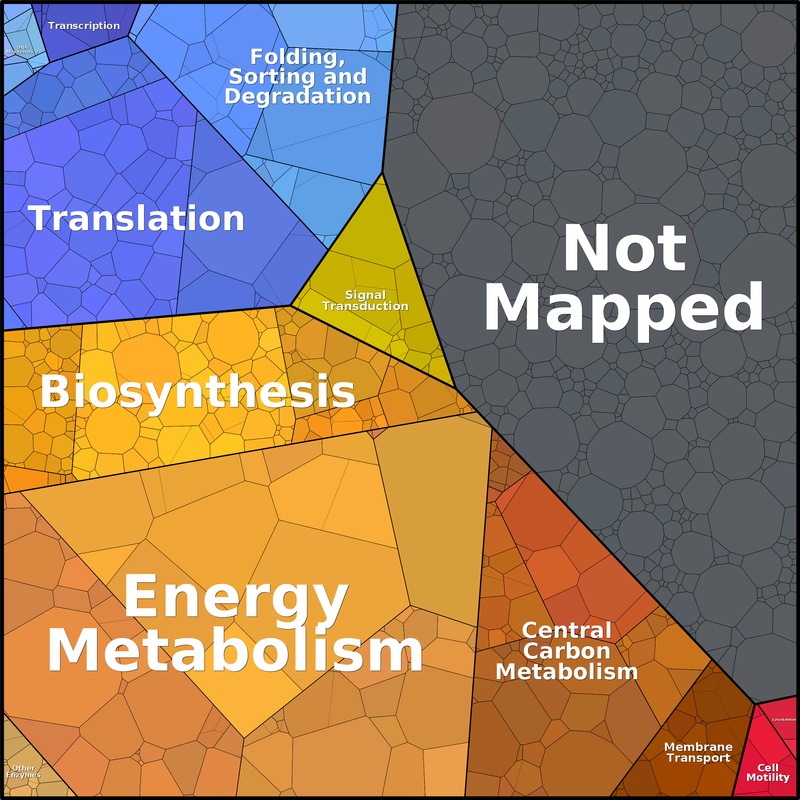 Transcription
Folding,
Sorting and
Degradation
Translation
Not
Mapped
Signal
Transduction
Biosynthesis
Energy
Metabolism
Central
Carbon
Metabolism
Membrane
Transport
Other
Enzymes
Cell
Motility